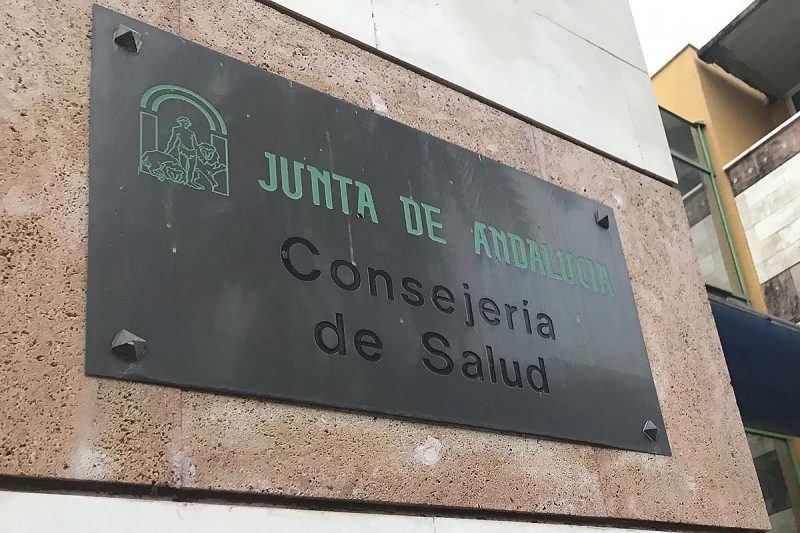 JUNTA DE ANDALUCIA
Consejería
de Salud